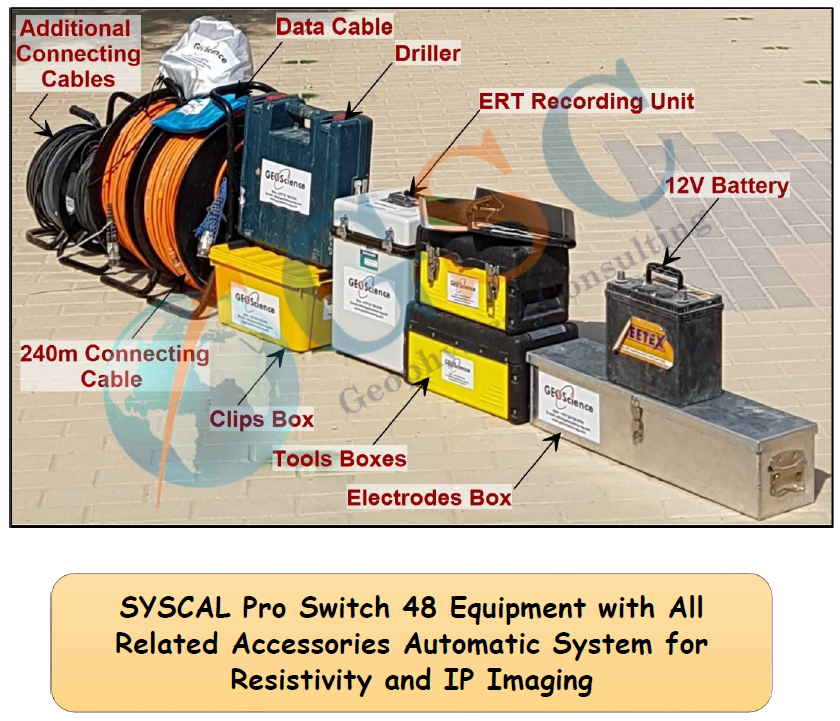 Additional
Connecting
Cables
Data Cable
Driller
ERT Recording Unit
12V Battery
GEOScience
GEOScience
GEOScience
GEOScience
GEOScience
GEOScience
GEOScience
EETEX
Consulting
240m Connecting
Cable
Clips Box
Tools Boxes
Electrodes Box
SYSCAL Pro Switch 48 Equipment with All
Related Accessories Automatic System for
Resistivity and IP Imaging